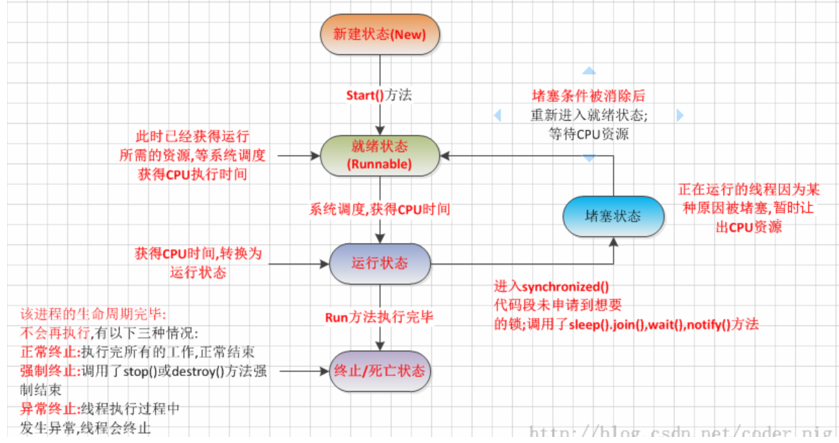 新建状态(New)
Start()方法
堵塞条件被消除后
重新进入就绪状态;
等待CPU资源
此时已经获得运行
所需的资源,等系统调度
获得CPU执行时间
就绪状态
(Runnable)
系统调度,获得CPU时间
正在运行的线程因为某
种原因被堵塞,暂时让
出CPU资源
堵塞状态
获得CPU时间,转换为
运行状态
运行状态
进入synchronized()
代码段未申请到想要
的锁;调用了sleep().join(),wait(),notify()方法
Run方法执行完毕
该进程的生命周期完毕:
不会再执行,有以下三种情况:
正常终止:执行完所有的工作,正常结束
强制终止:调用了stop()或destroy()方法强
制结束
异常终止:线程执行过程中
发生异常,线程会终止
终止/死亡状态
http://blog.csdn.net/coder_pig